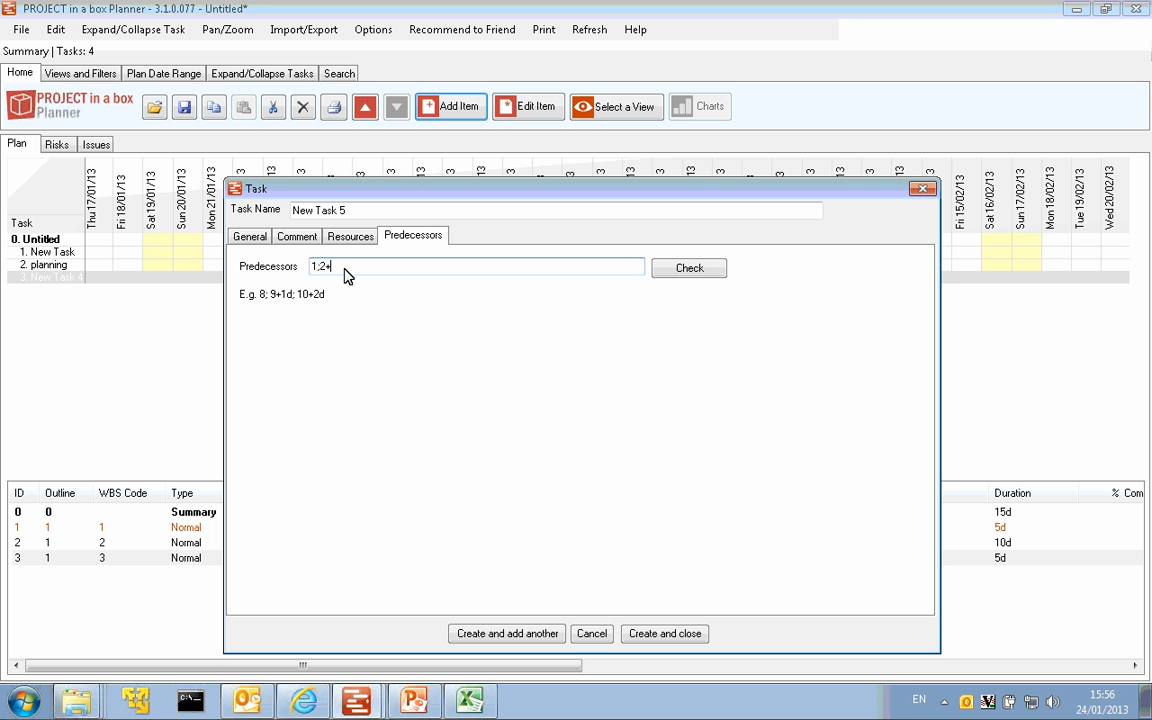 PROJECT in a box Planner - 3.1.0.077 - Untitled*
File Edit Expand/Collapse Task Pan/Zoom Import/Export Options Recommend to Friend Print Refresh Help
Summary | Tasks: 4
Home Views and Filters Plan Date Range Expand/Collapse Tasks Search
PROJECT in a box
Planner
Add Item Edit Item Select a View Charts
Plan Risks Issues
Task Thu 17/01/13 Fri 18/01/13 Sat 19/01/13 Sun 20/01/13 Mon 21/01/13 Fri 15/02/13 Sat 16/02/13 Sun 17/02/13 Mon 18/02/13 Tue 19/02/13 Wed 20/02/13
0. Untitled
1. New Task
2. planning
3. New Task 4
Task
Task Name New Task 5
General Comment Resources Predecessors
Predecessors 1;2+ Check
E.g. 8; 9+1d; 10+2d
Create and add another Cancel Create and close
ID Outline WBS Code Type Duration % Com
0 0 Summary 15d
1 1 1 Normal 5d
2 1 2 Normal 10d
3 1 3 Normal 5d
EN 15:56
24/01/2013